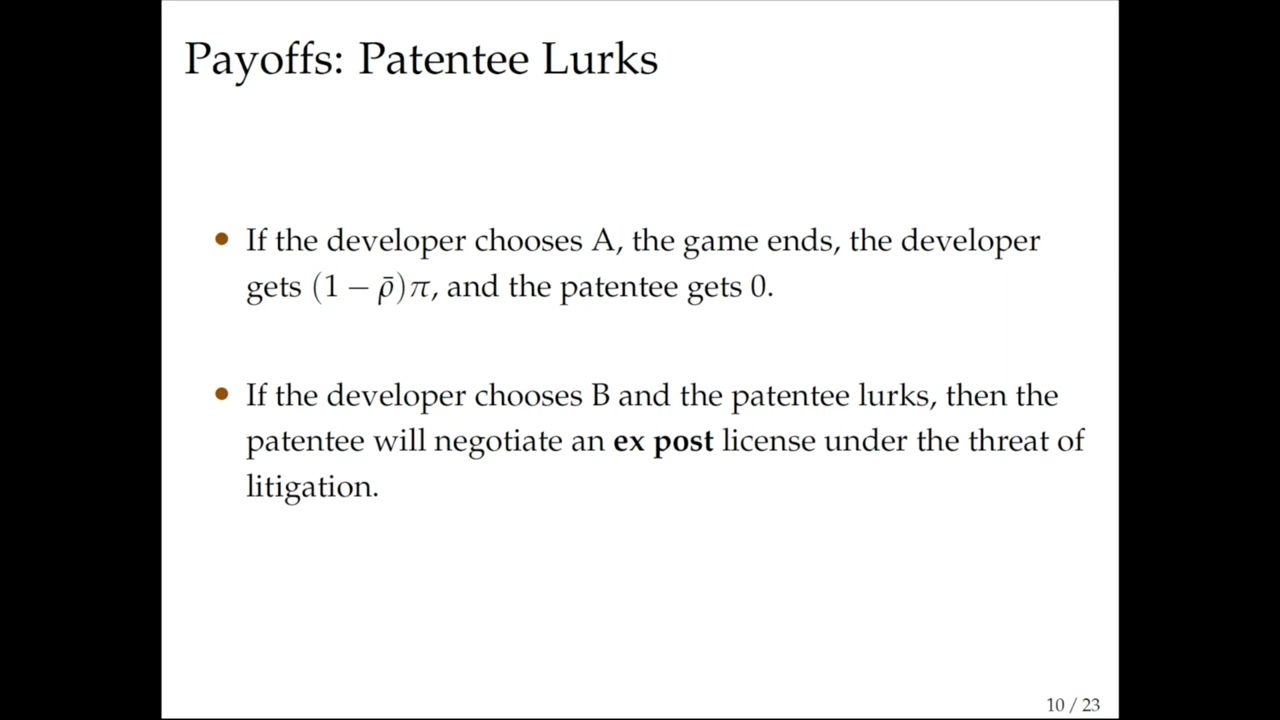 Payoffs: Patentee Lurks
• If the developer chooses A, the game ends, the developer
gets (1 − ρ̄)π, and the patentee gets 0.
• If the developer chooses B and the patentee lurks, then the
patentee will negotiate an ex post license under the threat of
litigation.
10 / 23